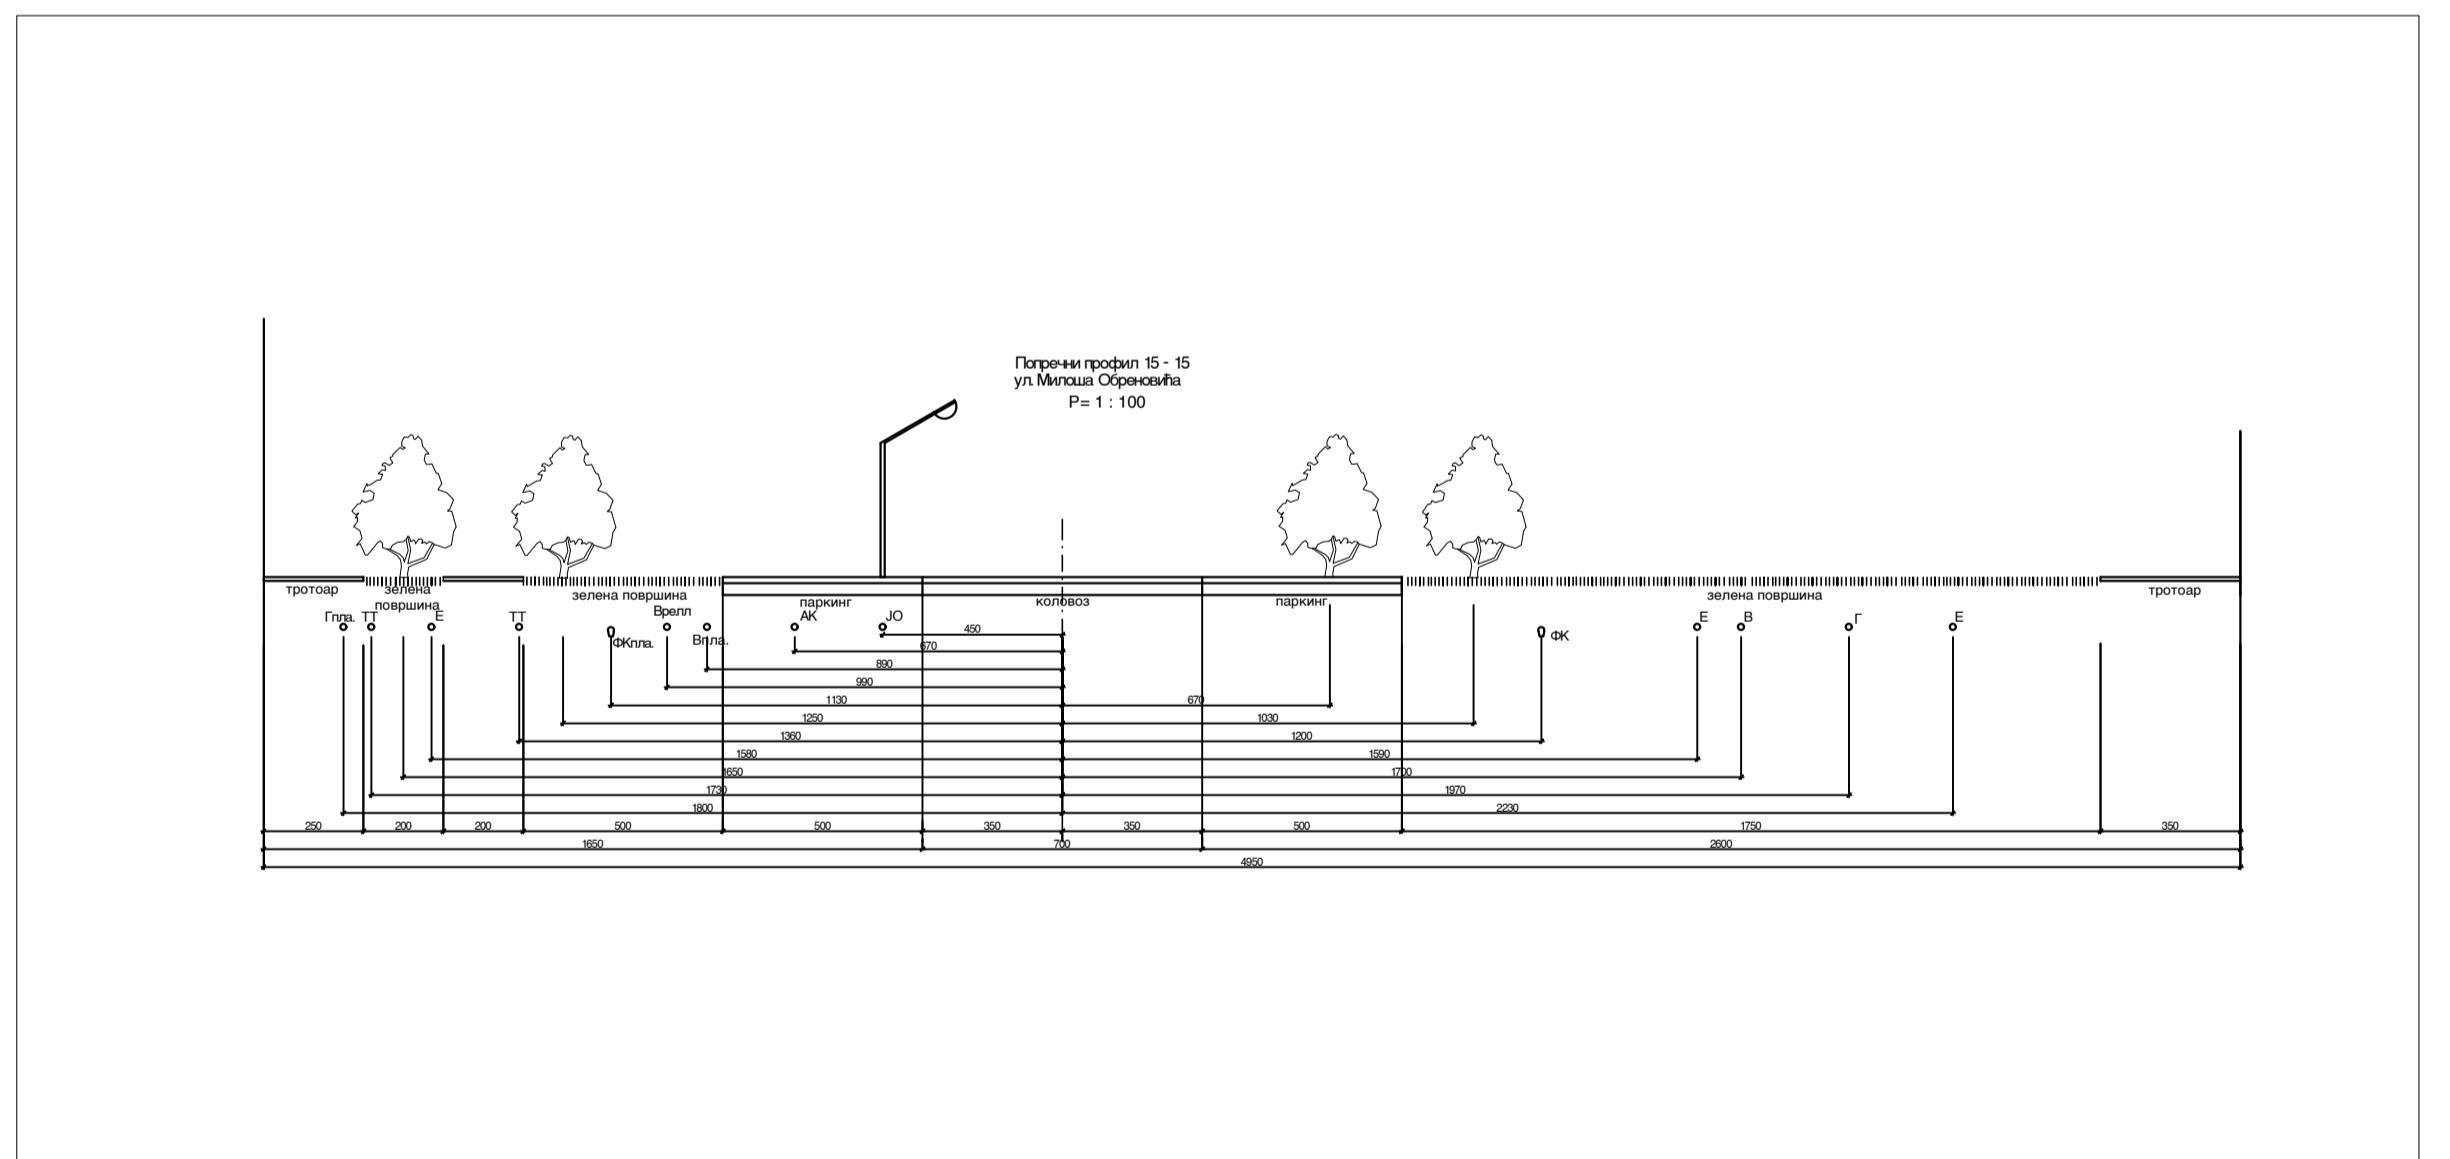 Попречни профил 15 - 15
ул. Милоша Обреновића
Р= 1 : 100
тротоар
зелена
површина
зелена површина
паркинг
коловоз
паркинг
зелена површина
тротоар
Гпла.
ТТ
Е
ТТ
ФКпла.
Врелл
Впла.
АК
ЈО
ФК
Е
В
Г
Е
450
670
890
990
1130
670
1250
1030
1360
1200
1580
1590
1650
1700
1730
1970
1800
2230
250
200
200
500
500
350
350
500
1750
350
1650
700
2600
4950